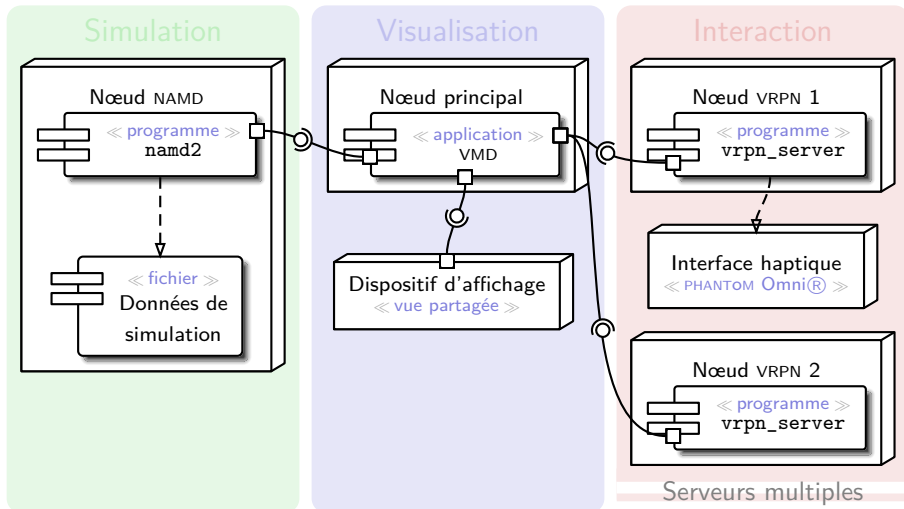 Simulation
Nœud NAMD
≪ programme ≫
namd2
≪ fichier ≫
Données de
simulation
Visualisation
Nœud principal
≪ application ≫
VMD
Dispositif d'affichage
≪ vue partagée ≫
Interaction
Nœud VRPN 1
≪ programme ≫
vrpn_server
Interface haptique
≪ PHANTOM Omni® ≫
Nœud VRPN 2
≪ programme ≫
vrpn_server
Serveurs multiples